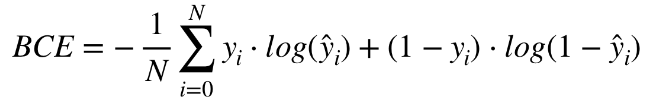 BCE = - \frac{1}{N} \sum_{i=0}^{N} y_i \cdot log(\hat{y}_i) + (1 - y_i) \cdot log(1 - \hat{y}_i)